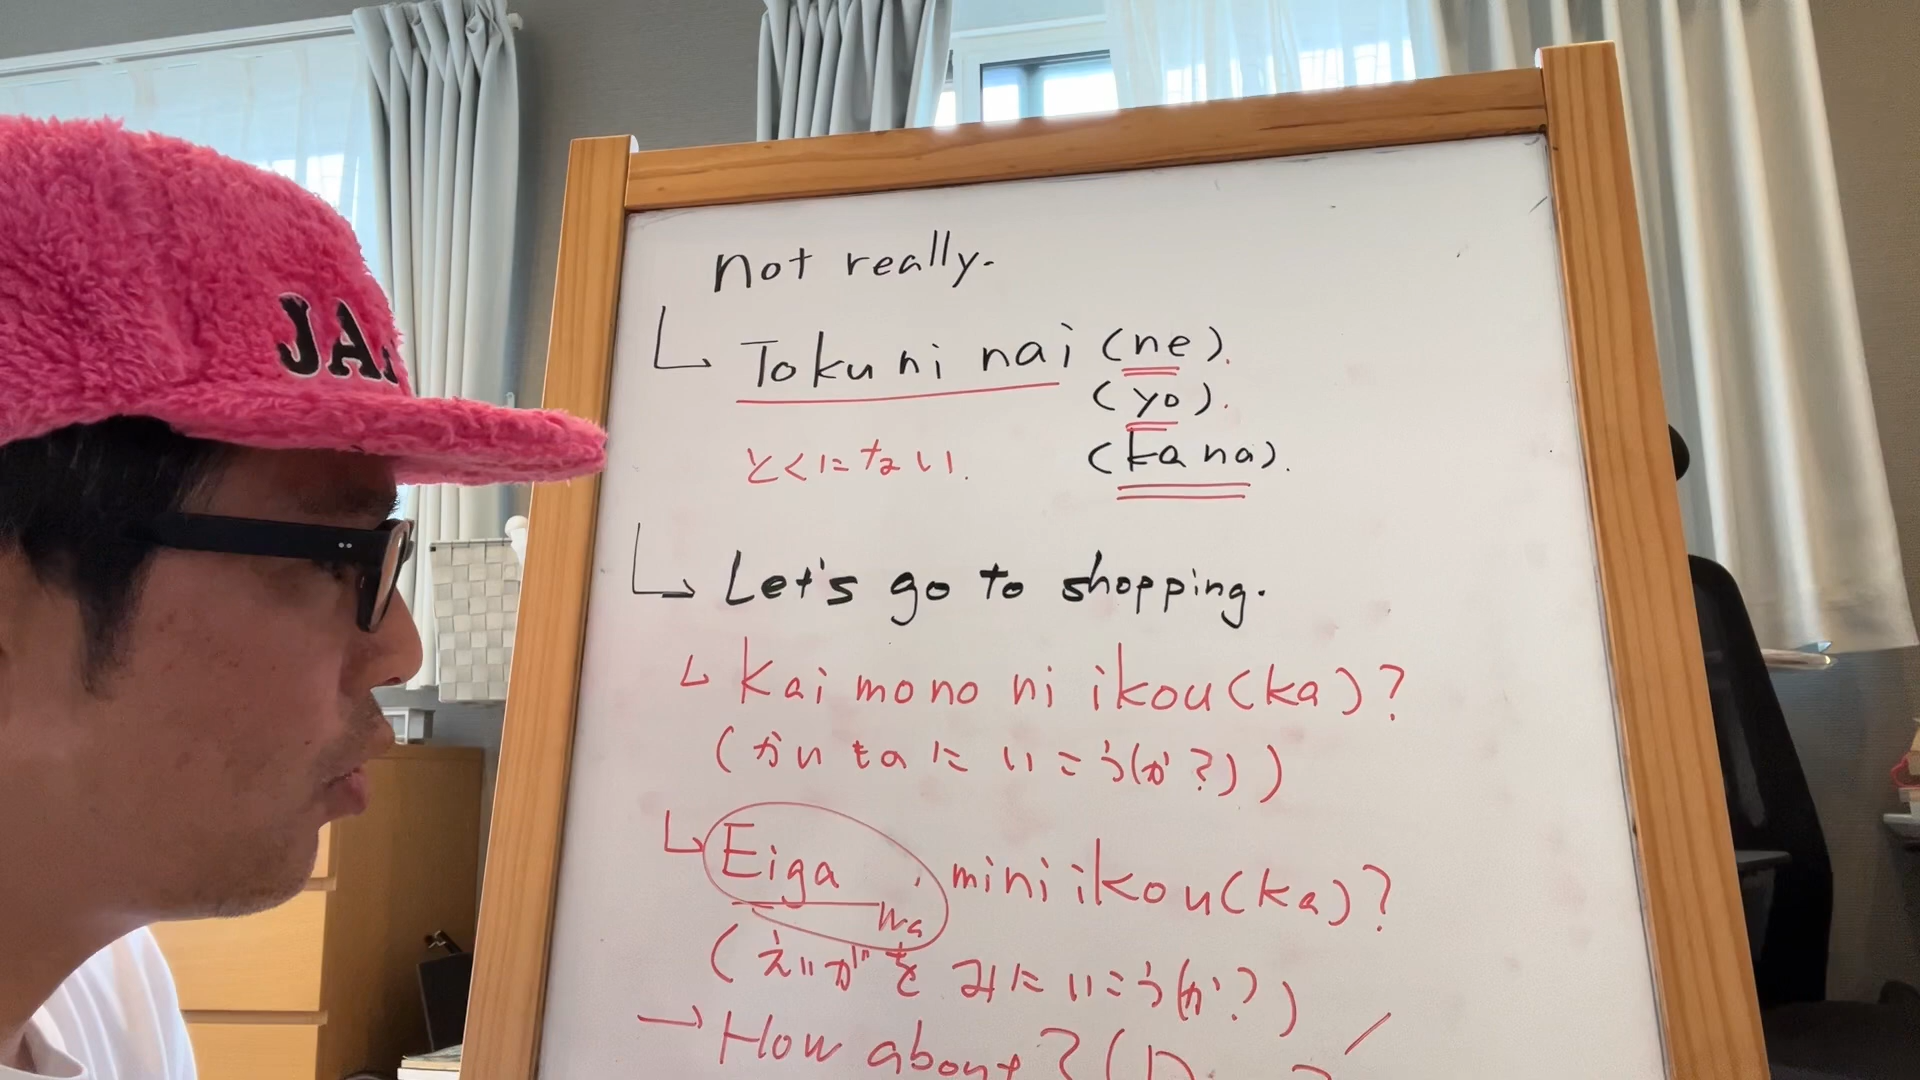 JA
not really.
Tokuni nai (ne).
(yo).
(kana).
とくにない.
Let's go to shopping.
Kaimono ni ikou(ka)?
(かいものにいこう(か?))
Eiga mini ikou(ka)?
wa
(えいがをみにいこう(か?)
→ How about? (D